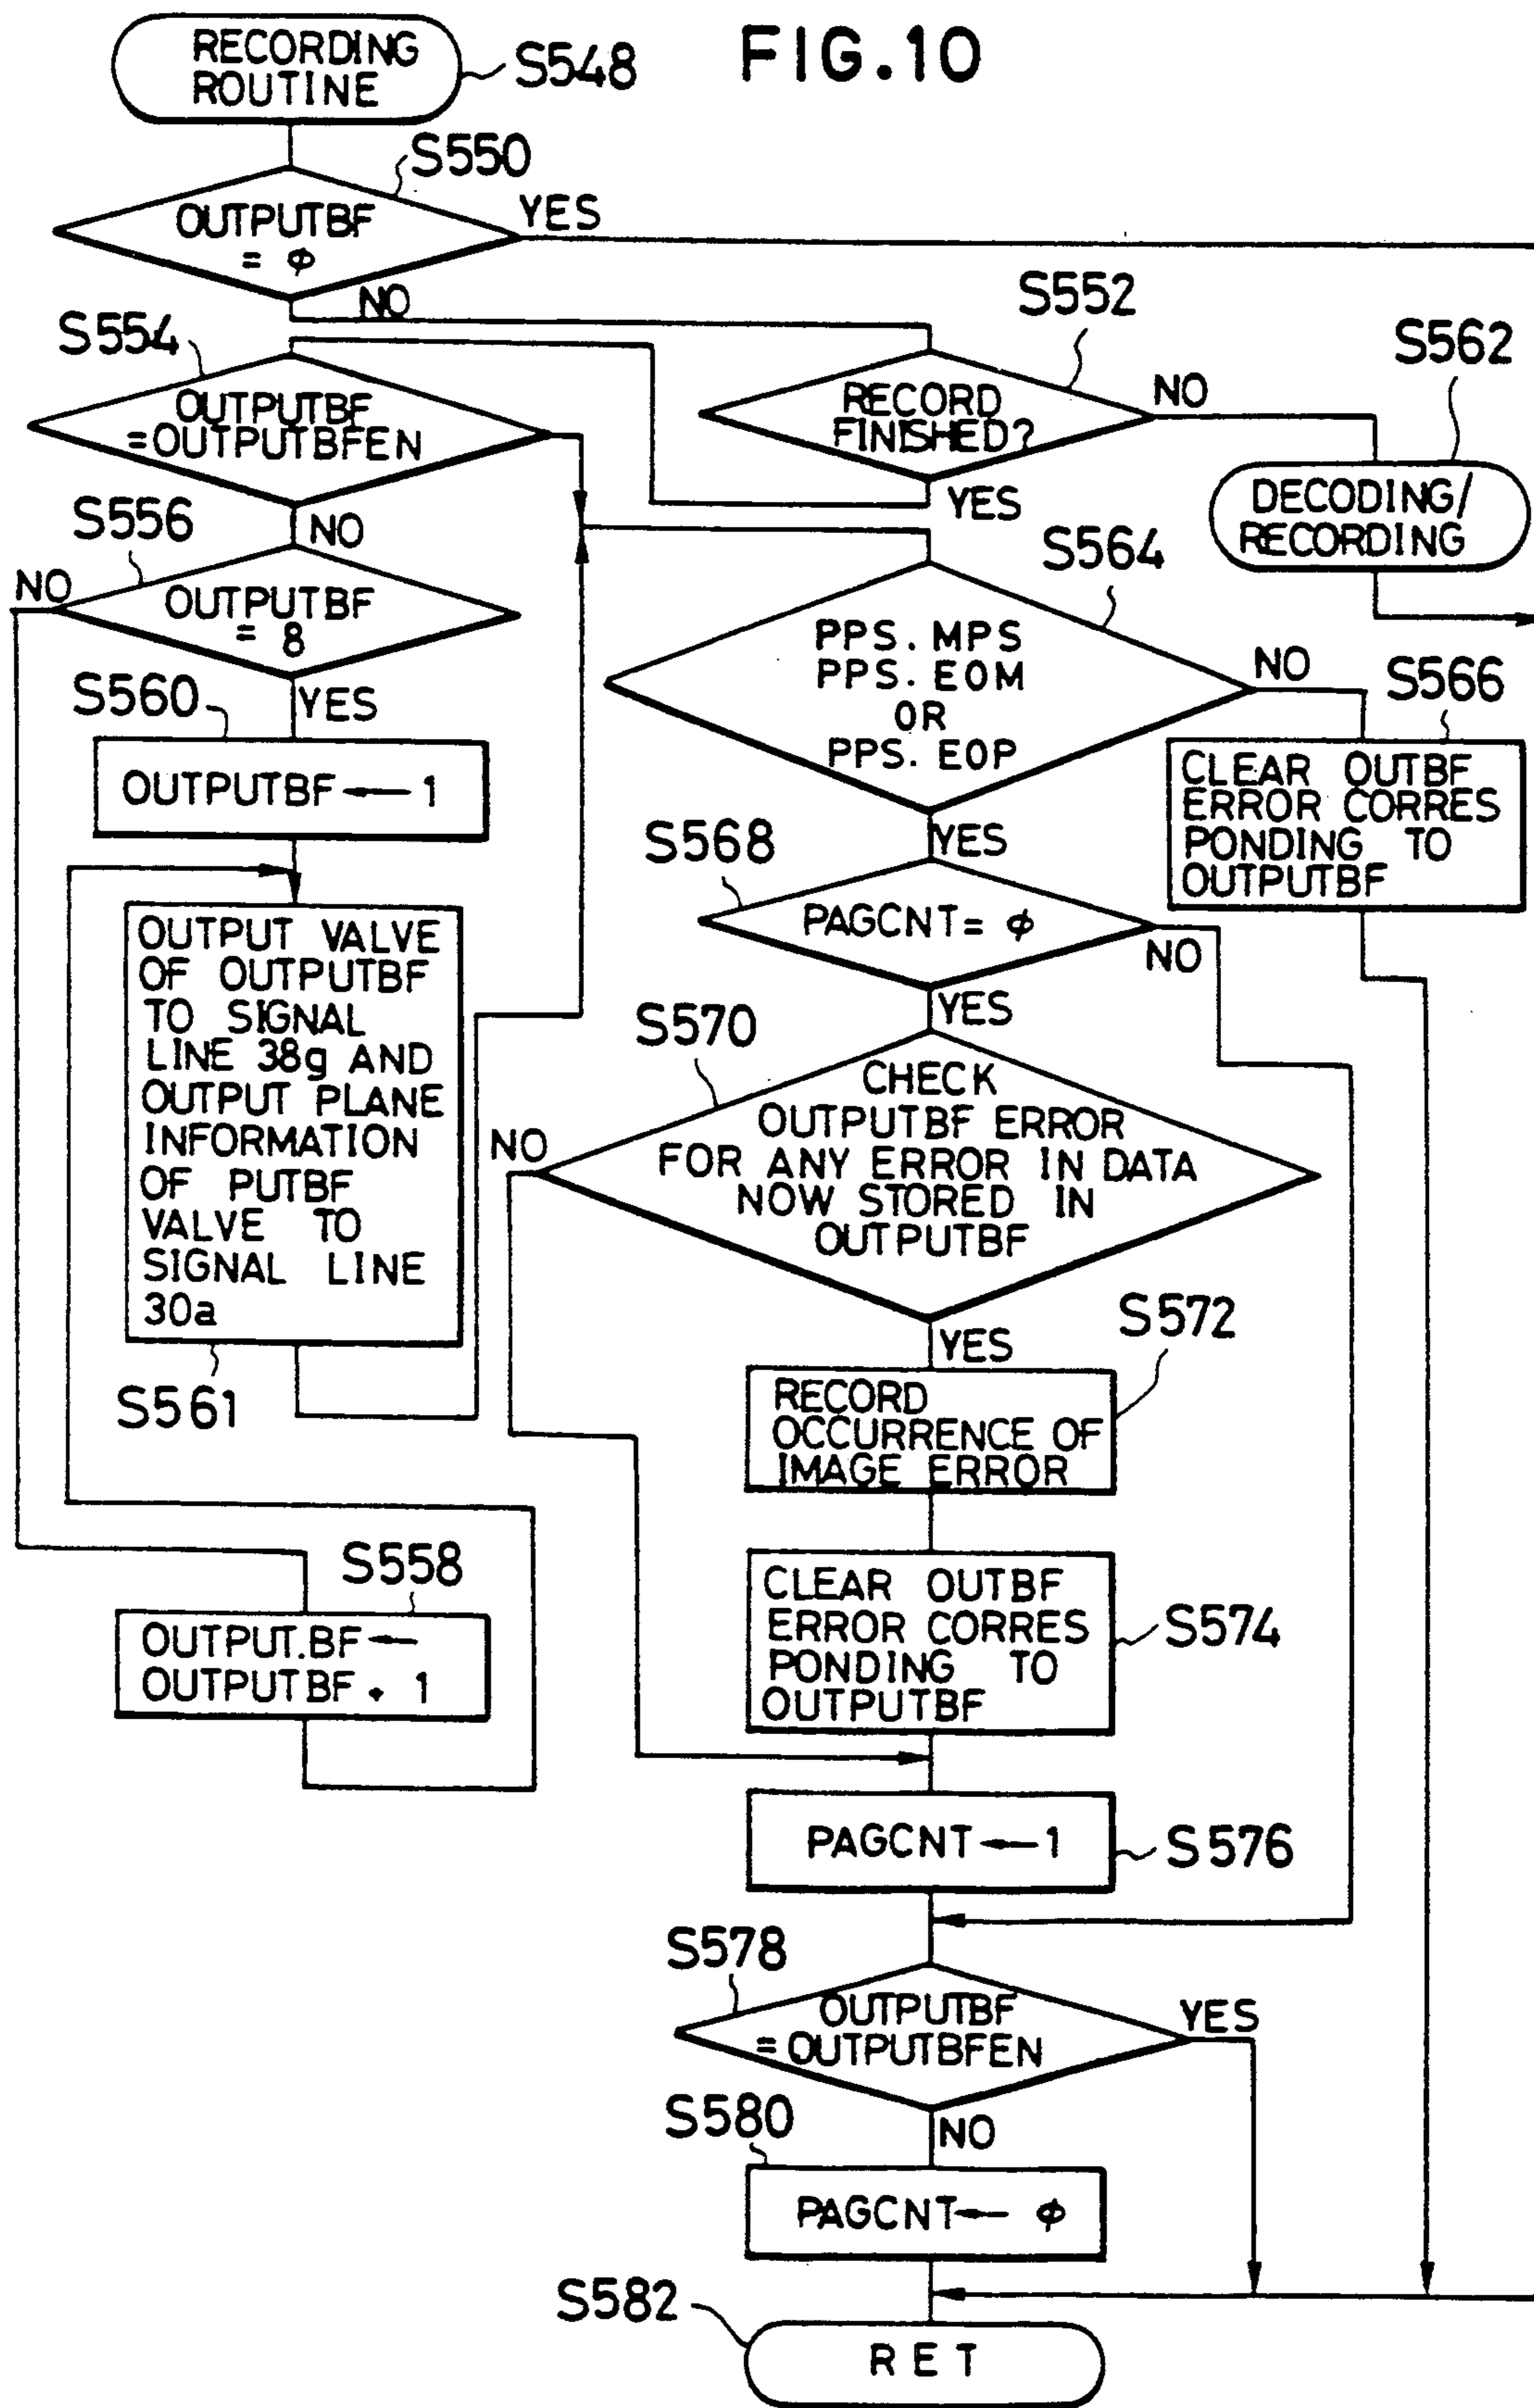 FIG.10
RECORDING
ROUTINE
S548
S550
OUTPUTBF
= ϕ
YES
NO
S552
RECORD
FINISHED?
NO
YES
S562
DECODING/
RECORDING
S554
OUTPUTBF
=OUTPUTBFEN
NO
S556
NO
OUTPUTBF
= 8
YES
S560
OUTPUTBF ← 1
OUTPUT VALVE
OF OUTPUTBF
TO SIGNAL
LINE 38g AND
OUTPUT PLANE
INFORMATION
OF PUTBF
VALVE TO
SIGNAL LINE
30a
S561
S558
OUTPUT.BF ←
OUTPUTBF + 1
S564
PPS. MPS
PPS. EOM
OR
PPS. EOP
NO
YES
S566
CLEAR OUTBF
ERROR CORRES
PONDING TO
OUTPUTBF
S568
PAGCNT= ϕ
NO
YES
S570
CHECK
OUTPUTBF ERROR
FOR ANY ERROR IN DATA
NOW STORED IN
OUTPUTBF
NO
YES
S572
RECORD
OCCURRENCE OF
IMAGE ERROR
CLEAR OUTBF
ERROR CORRES
PONDING TO
OUTPUTBF
S574
PAGCNT ← 1
S576
S578
OUTPUTBF
=OUTPUTBFEN
YES
NO
S580
PAGCNT ← ϕ
S582
RET